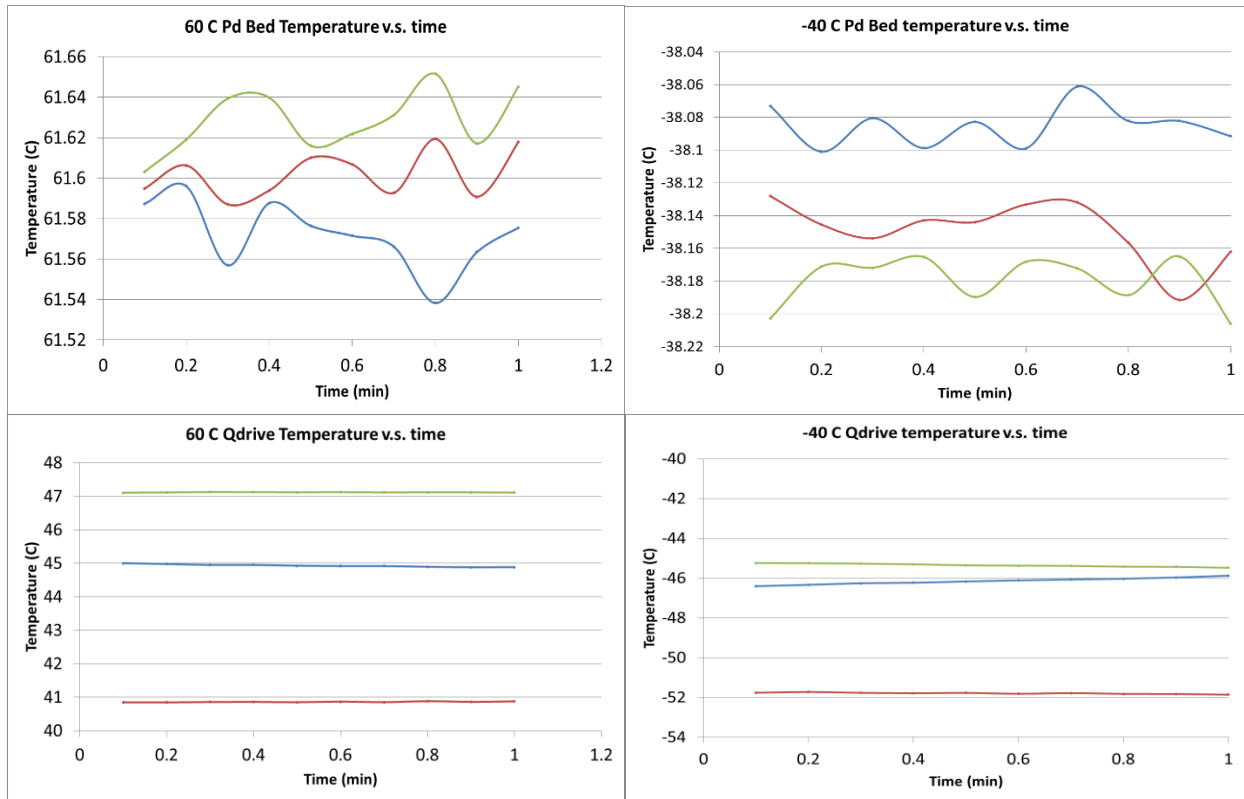 60 C Pd Bed Temperature v.s. time
61.66
61.64
61.62
61.6
61.58
61.56
61.54
61.52
Temperature (C)
0 0.2 0.4 0.6 0.8 1 1.2
Time (min)
-40 C Pd Bed temperature v.s. time
-38.04
-38.06
-38.08
-38.1
-38.12
-38.14
-38.16
-38.18
-38.2
-38.22
Temperature (C)
0 0.2 0.4 0.6 0.8 1
Time (min)
60 C Qdrive Temperature v.s. time
48
47
46
45
44
43
42
41
40
Temperature (C)
0 0.2 0.4 0.6 0.8 1 1.2
Time (min)
-40 C Qdrive temperature v.s. time
-40
-42
-44
-46
-48
-50
-52
-54
Temperature (C)
0 0.2 0.4 0.6 0.8 1
Time (min)